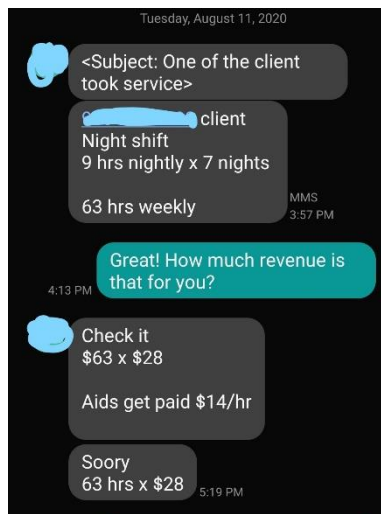 Tuesday, August 11, 2020
<Subject: One of the client
took service>
client
Night shift
9 hrs nightly x 7 nights
63 hrs weekly
MMS
3:57 PM
Great! How much revenue is
that for you?
4:13 PM
Check it
$63 x $28
Aids get paid $14/hr
Soory
63 hrs x $28
5:19 PM